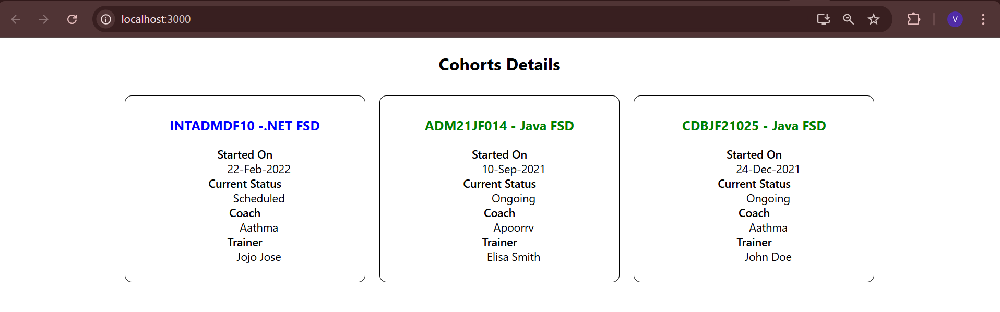 localhost:3000
V
Cohorts Details
INTADMDF10 -.NET FSD
Started On
22-Feb-2022
Current Status
Scheduled
Coach
Aathma
Trainer
Jojo Jose
ADM21JF014 - Java FSD
Started On
10-Sep-2021
Current Status
Ongoing
Coach
Apoorrv
Trainer
Elisa Smith
CDBJF21025 - Java FSD
Started On
24-Dec-2021
Current Status
Ongoing
Coach
Aathma
Trainer
John Doe